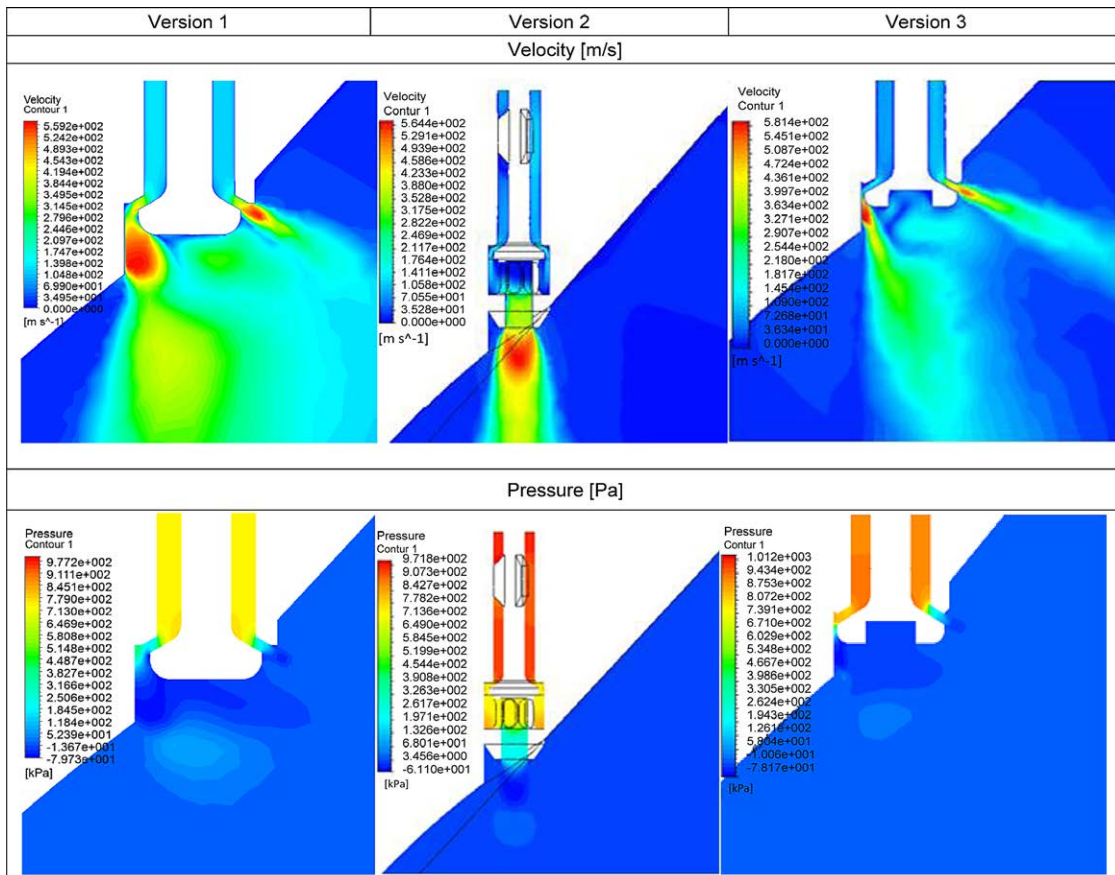 Version 1
Version 2
Version 3
Velocity [m/s]
Velocity
Contour 1
5.592e+002
5.242e+002
4.893e+002
4.543e+002
4.194e+002
3.844e+002
3.495e+002
3.145e+002
2.796e+002
2.446e+002
2.097e+002
1.747e+002
1.398e+002
1.048e+002
6.990e+001
3.495e+001
0.000e+000
[m s^-1]
Velocity
Contur 1
5.644e+002
5.291e+002
4.939e+002
4.586e+002
4.233e+002
3.880e+002
3.528e+002
3.175e+002
2.822e+002
2.469e+002
2.117e+002
1.764e+002
1.411e+002
1.058e+002
7.055e+001
3.528e+001
0.000e+000
[m s^-1]
Velocity
Contur 1
5.814e+002
5.451e+002
5.087e+002
4.724e+002
4.361e+002
3.997e+002
3.634e+002
3.271e+002
2.907e+002
2.544e+002
2.180e+002
1.817e+002
1.454e+002
1.090e+002
7.268e+001
3.634e+001
0.000e+000
[m s^-1]
Pressure [Pa]
Pressure
Contour 1
9.772e+002
9.111e+002
8.451e+002
7.790e+002
7.130e+002
6.469e+002
5.808e+002
5.148e+002
4.487e+002
3.827e+002
3.166e+002
2.506e+002
1.845e+002
1.184e+002
5.239e+001
-1.367e+001
-7.973e+001
[kPa]
Pressure
Contur 1
9.718e+002
9.073e+002
8.427e+002
7.782e+002
7.136e+002
6.490e+002
5.845e+002
5.199e+002
4.544e+002
3.908e+002
3.263e+002
2.617e+002
1.971e+002
1.326e+002
6.801e+001
3.456e+000
-6.110e+001
[kPa]
Pressure
Contur 1
1.012e+003
9.434e+002
8.753e+002
8.072e+002
7.391e+002
6.710e+002
6.029e+002
5.348e+002
4.667e+002
3.986e+002
3.305e+002
2.624e+002
1.943e+002
1.261e+002
5.804e+001
-1.006e+001
-7.817e+001
[kPa]